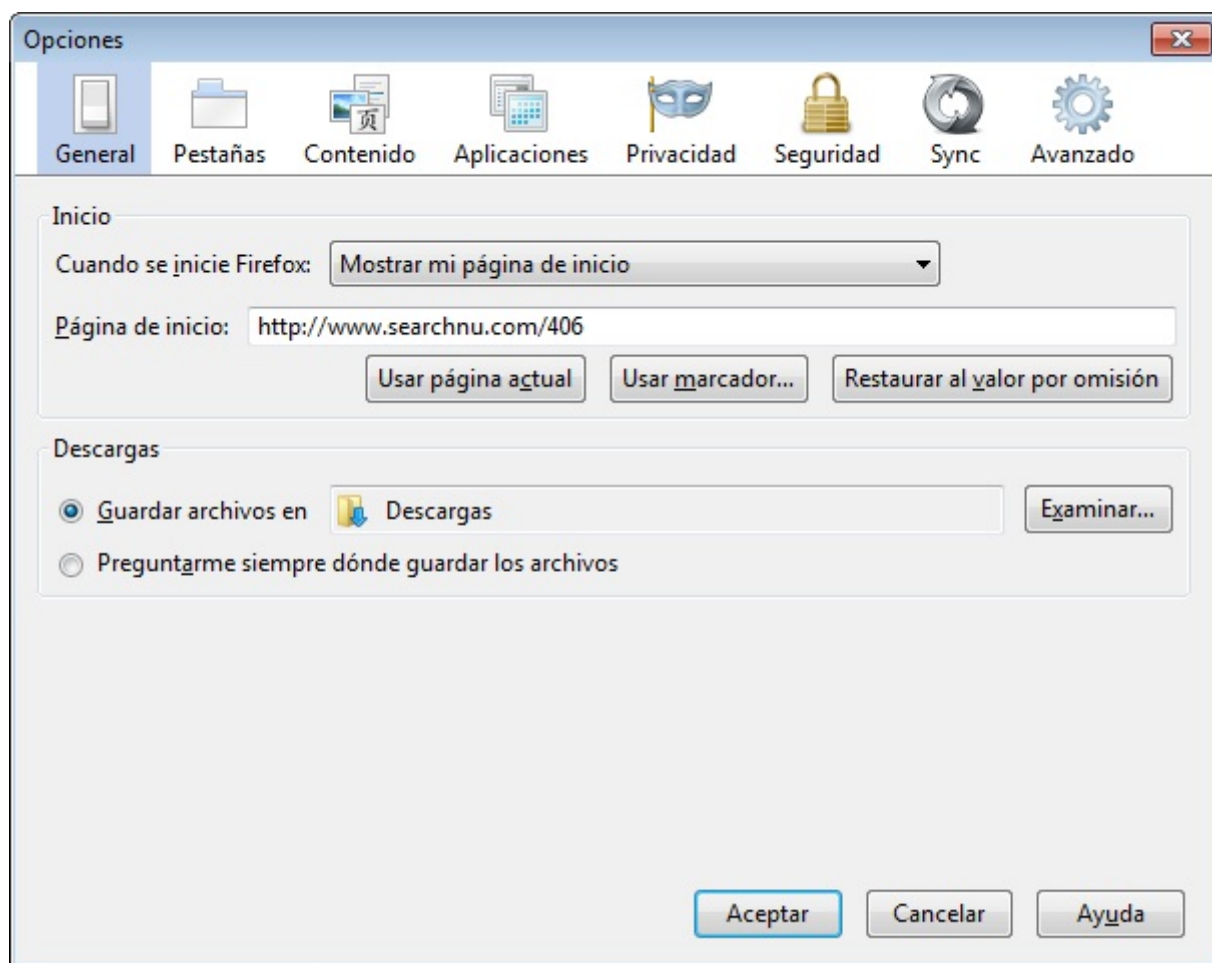 Opciones
General Pestañas Contenido Aplicaciones Privacidad Seguridad Sync Avanzado
Inicio
Cuando se inicie Firefox: Mostrar mi página de inicio
Página de inicio: http://www.searchnu.com/406
Usar página actual Usar marcador... Restaurar al valor por omisión
Descargas
Guardar archivos en Descargas Examinar...
Preguntarme siempre dónde guardar los archivos
Aceptar Cancelar Ayuda